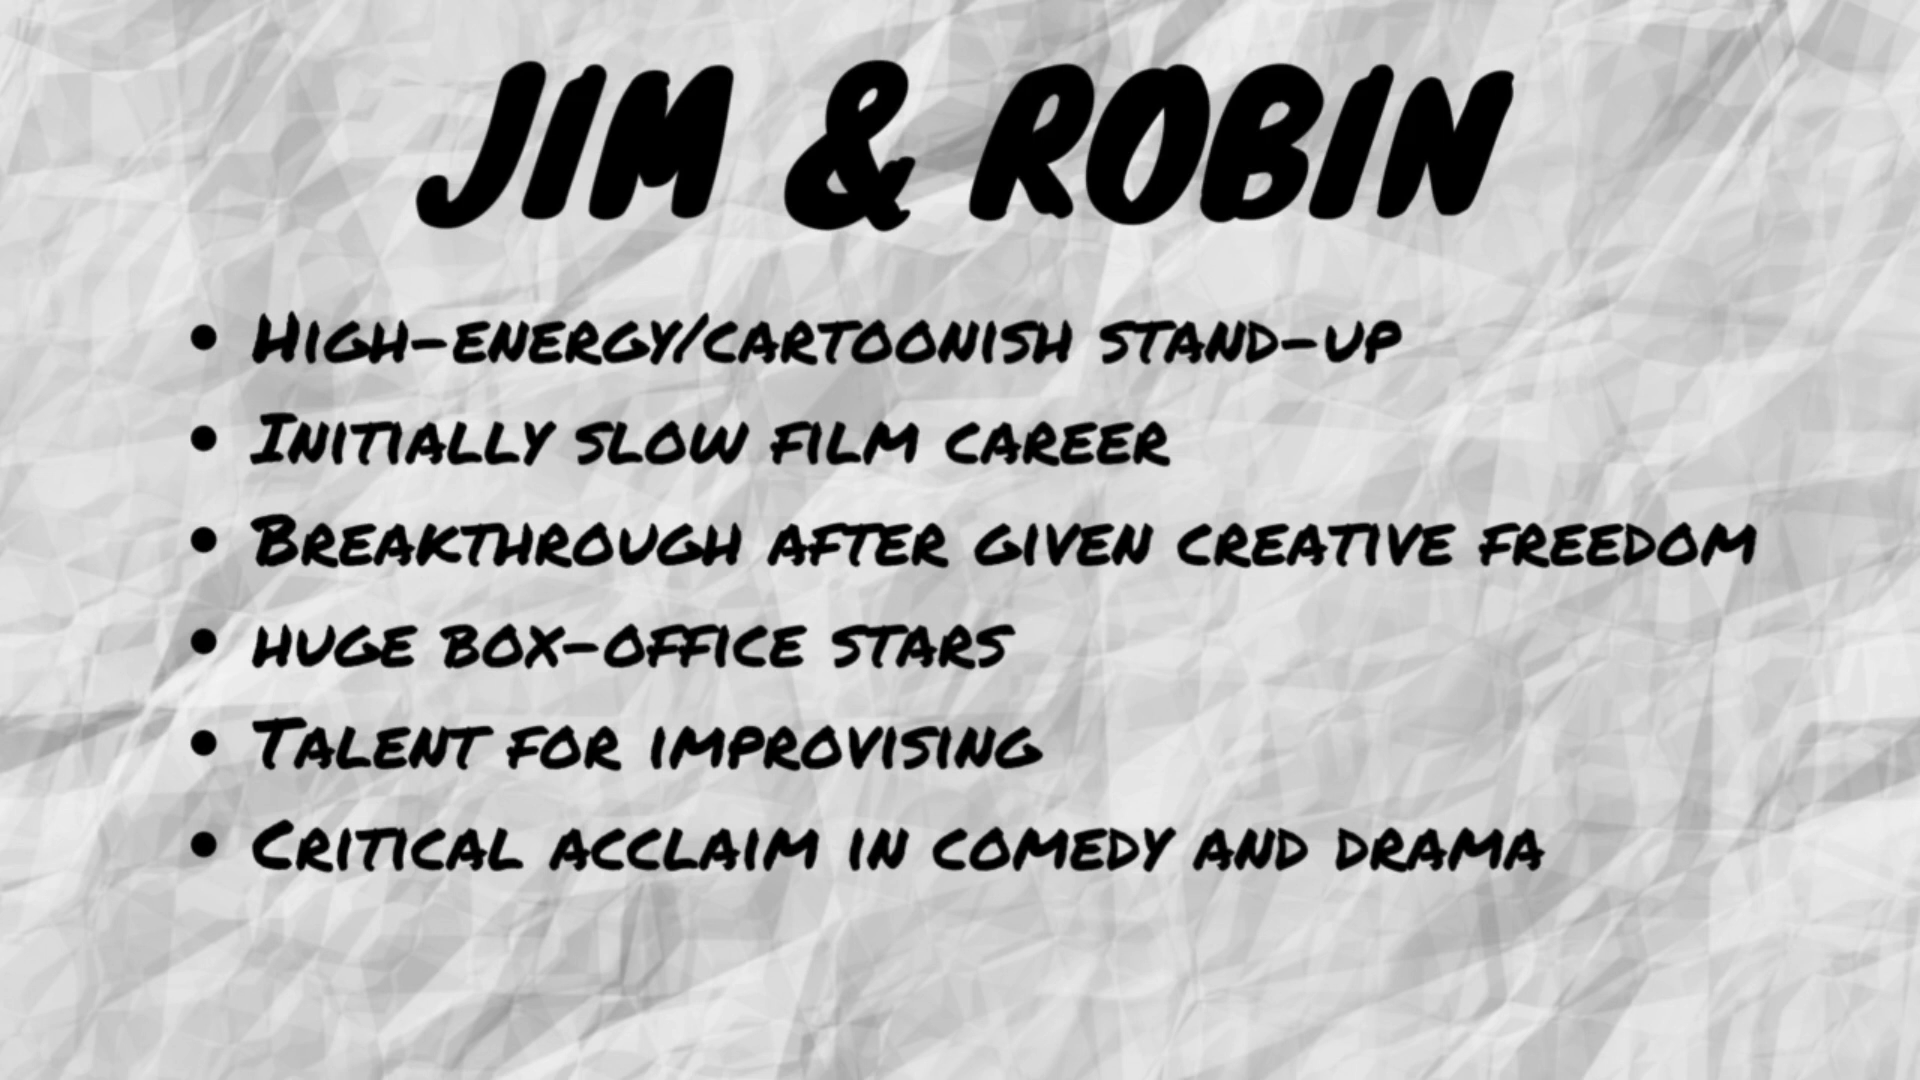 JIM & ROBIN
• HIGH-ENERGY/CARTOONISH STAND-UP
• INITIALLY SLOW FILM CAREER
• BREAKTHROUGH AFTER GIVEN CREATIVE FREEDOM
• HUGE BOX-OFFICE STARS
• TALENT FOR IMPROVISING
• CRITICAL ACCLAIM IN COMEDY AND DRAMA